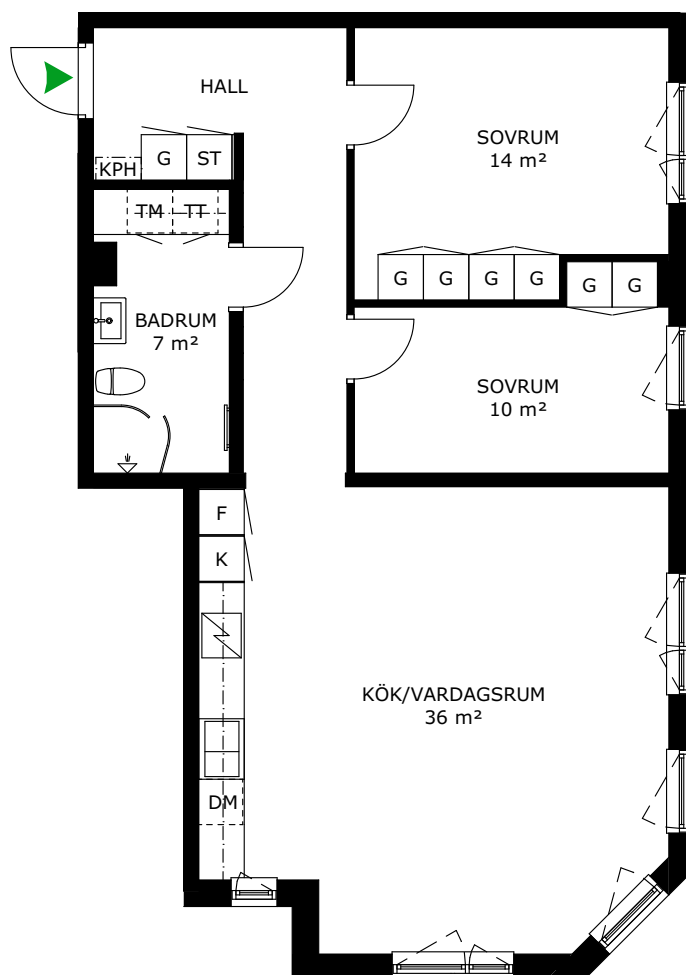 HALL
SOVRUM
14 m²
KPH
G
ST
TM
TT
G
G
G
G
G
G
BADRUM
7 m²
SOVRUM
10 m²
F
K
KÖK/VARDAGSRUM
36 m²
DM